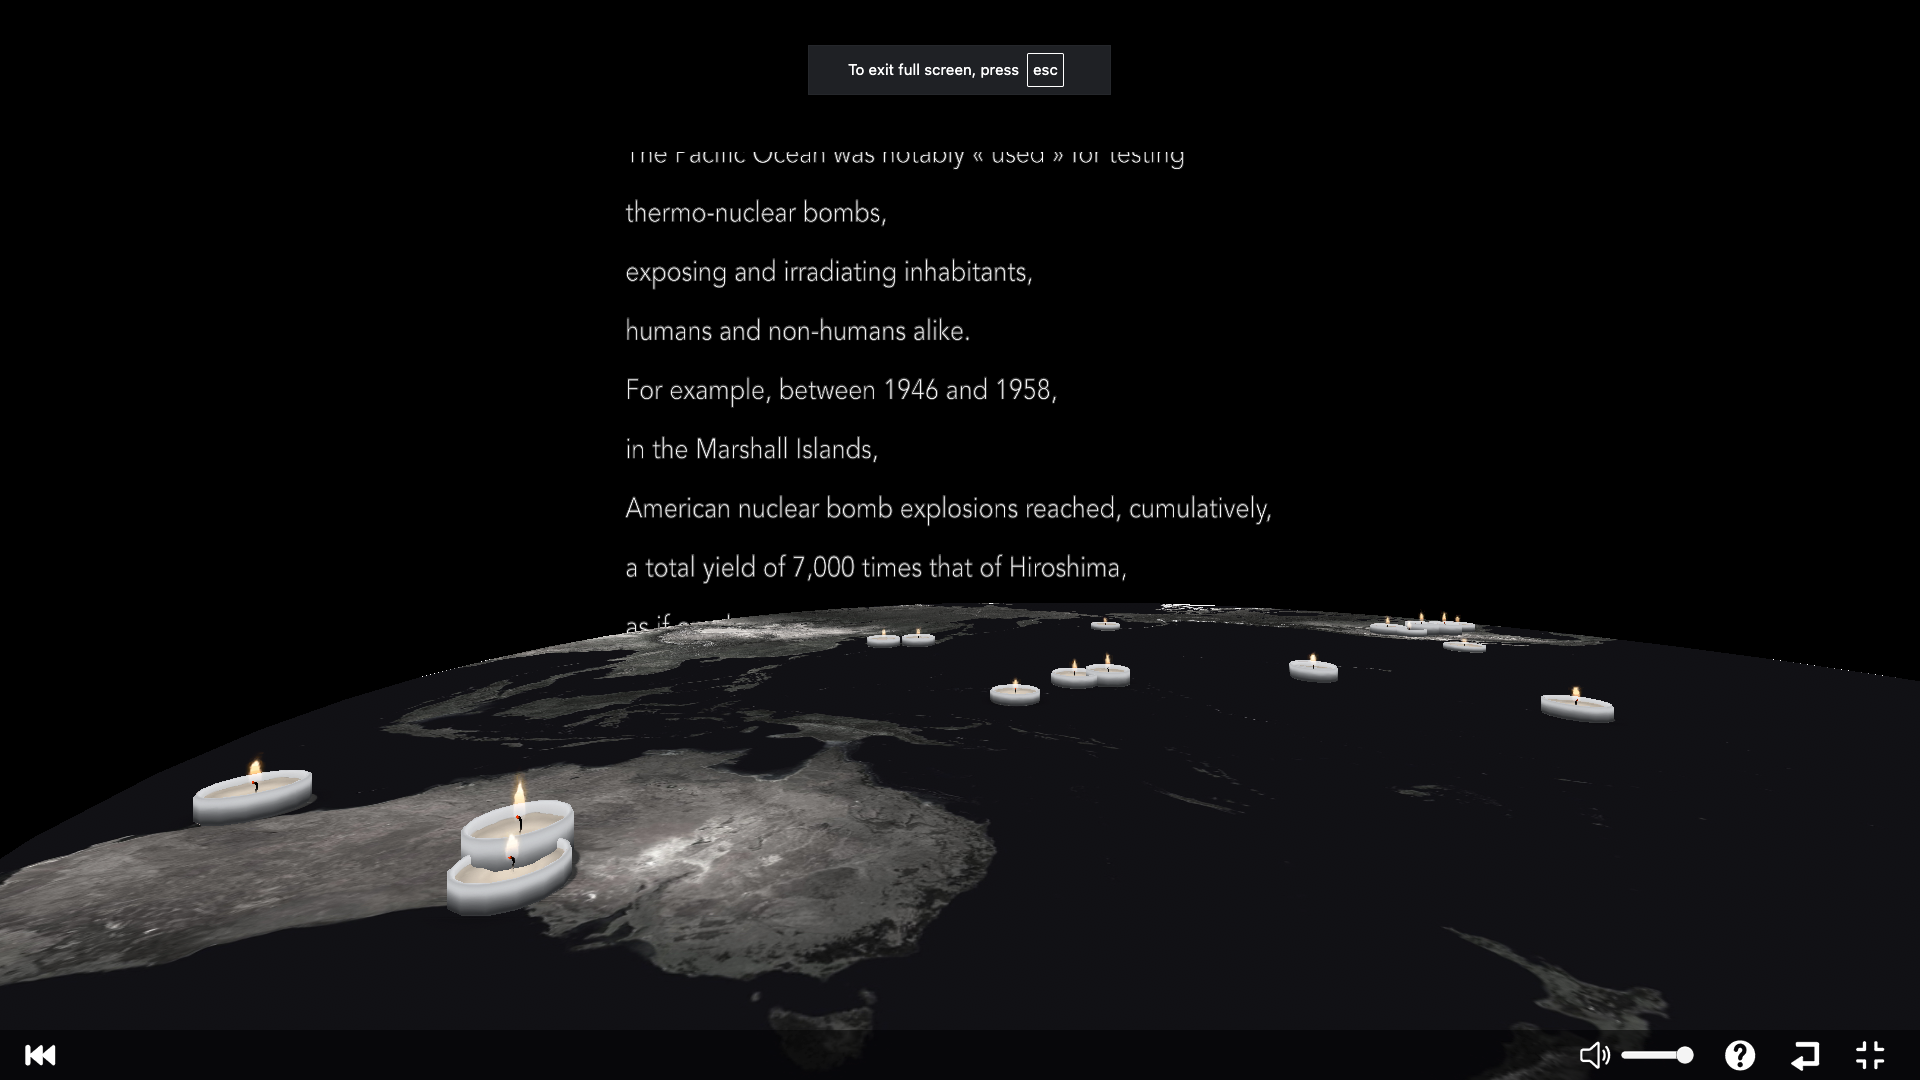 To exit full screen, press esc
The Pacific Ocean was notably « used » for testing
thermo-nuclear bombs,
exposing and irradiating inhabitants,
humans and non-humans alike.
For example, between 1946 and 1958,
in the Marshall Islands,
American nuclear bomb explosions reached, cumulatively,
a total yield of 7,000 times that of Hiroshima,
as if